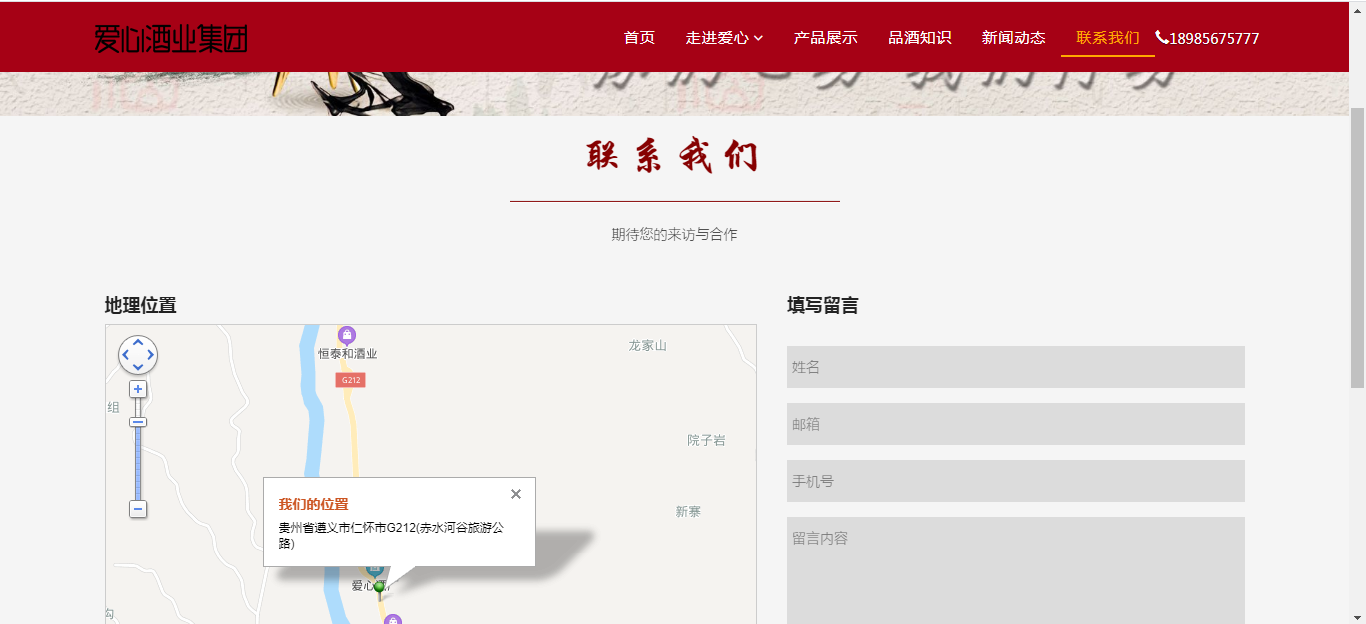 爱心酒业集团
首页 走进爱心 产品展示 品酒知识 新闻动态 联系我们 18985675777
联系我们
期待您的来访与合作
地理位置
填写留言
恒泰和酒业
G212
龙家山
组
院子岩
新寨
我们的位置
贵州省遵义市仁怀市G212(赤水河谷旅游公
路)
爱心
沟
姓名
邮箱
手机号
留言内容